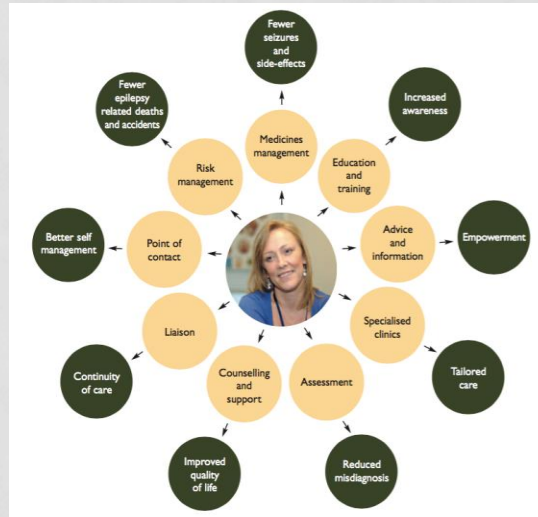 Fewer
seizures
and
side-effects
Medicines
management
Increased
awareness
Education
and
training
Empowerment
Advice
and
information
Tailored
care
Specialised
clinics
Reduced
misdiagnosis
Assessment
Improved
quality
of life
Counselling
and
support
Continuity
of care
Liaison
Better self
management
Point of
contact
Fewer
epilepsy
related deaths
and accidents
Risk
management